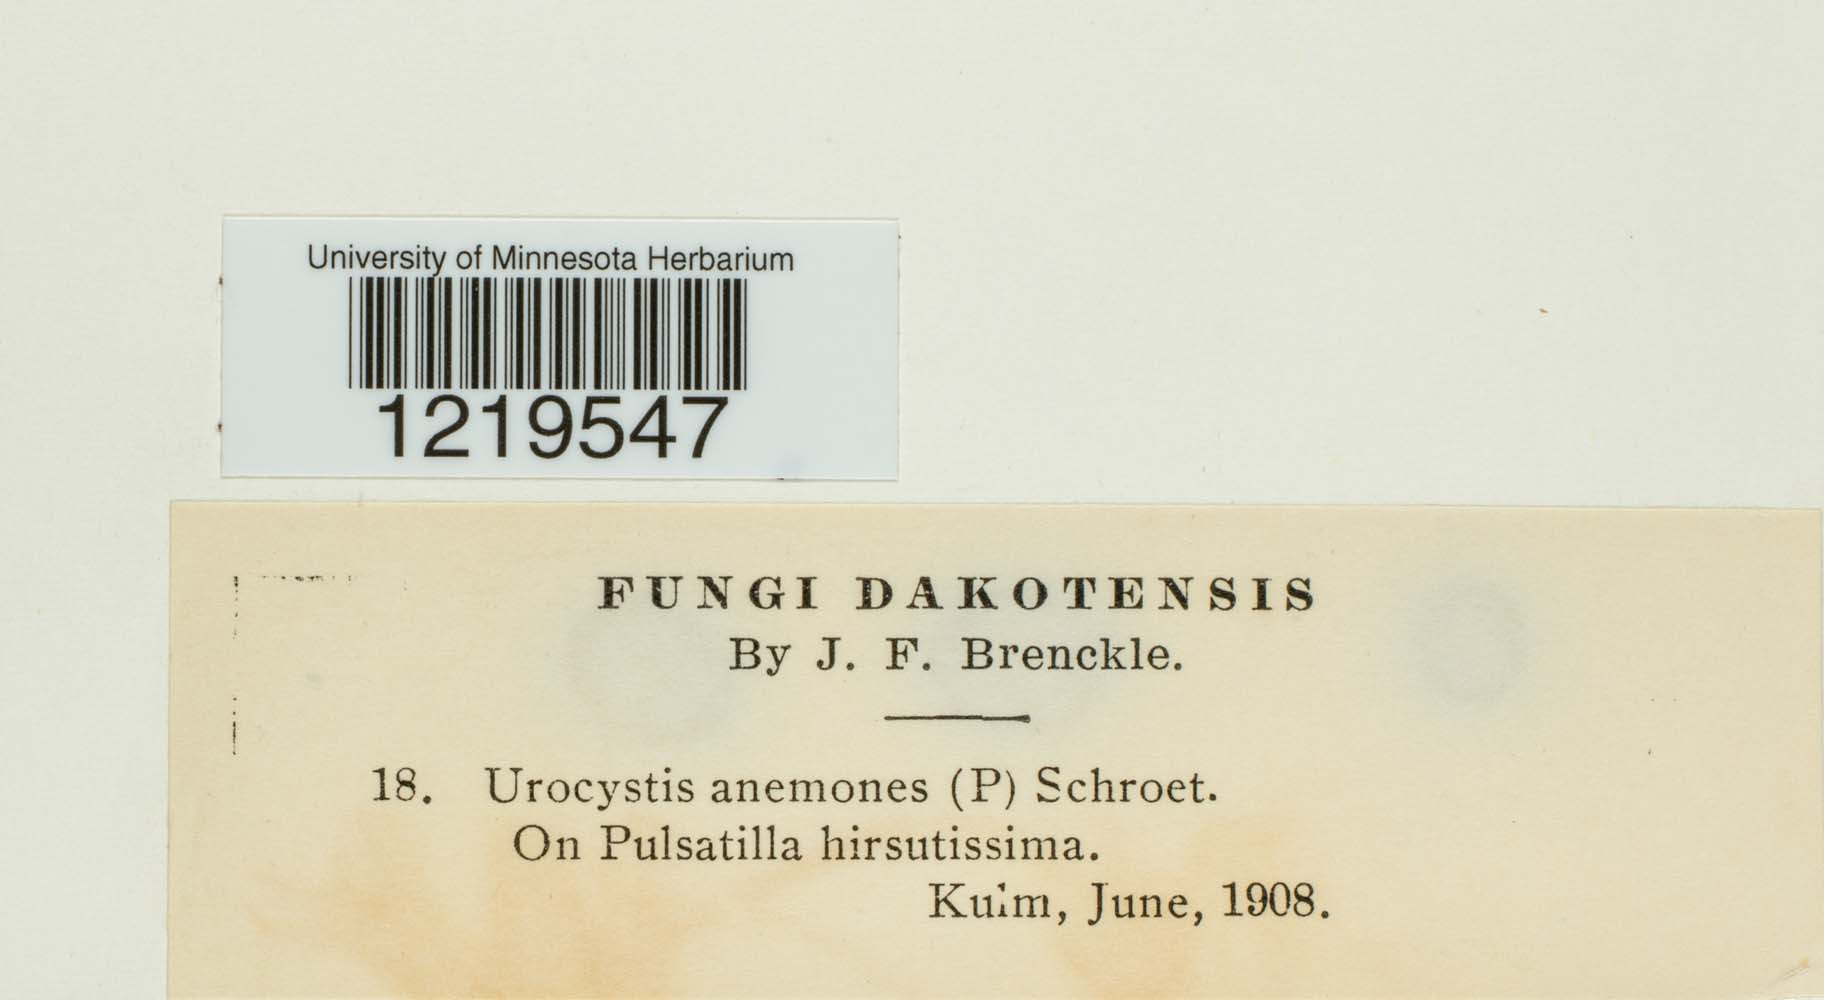 University of Minnesota Herbarium
1219547
FUNGI DAKOTENSIS
By J. F. Brenckle.
18. Urocystis anemones (P) Schroet.
On Pulsatilla hirsutissima.
Kulm, June, 1908.